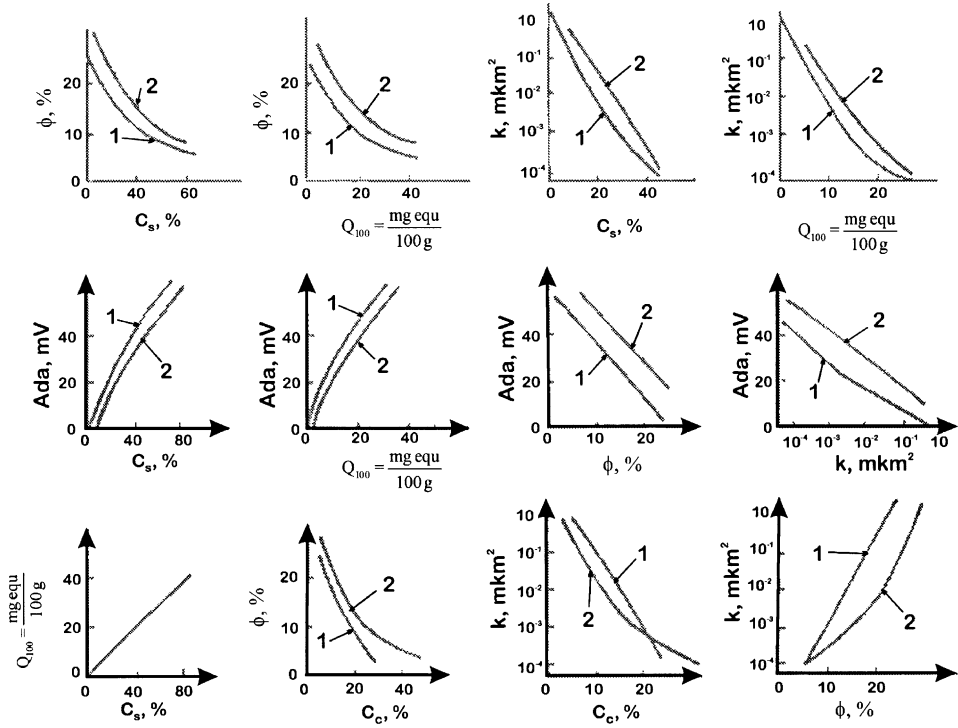 ϕ, %
20
10
0
2
1
0 40 60
Cs, %
ϕ, %
20
10
0
2
1
0 20 40
Q100 = mg equ
100 g
k, mkm²
10
10⁻¹
10⁻²
10⁻³
10⁻⁴
2
1
0 20 40
Cs, %
k, mkm²
10
10⁻¹
10⁻²
10⁻³
10⁻⁴
2
1
0 10 20
Q100 = mg equ
100 g
Ada, mV
40
20
0
1
2
0 40 80
Cs, %
40
20
0
1
2
0 20 40
Q100 = mg equ
100 g
Ada, mV
40
20
0
2
1
0 10 20
ϕ, %
Ada, mV
40
20
0
2
1
10⁻⁴ 10⁻³ 10⁻² 10⁻¹ 10
k, mkm²
Q100 = mg equ
100 g
40
20
0
0 40 80
Cs, %
ϕ, %
20
10
0
2
1
0 20 40
Cc, %
k, mkm²
10
10⁻¹
10⁻²
10⁻³
10⁻⁴
1
2
0 10 20
Cc, %
k, mkm²
10
10⁻¹
10⁻²
10⁻³
10⁻⁴
1
2
0 10 20
ϕ, %